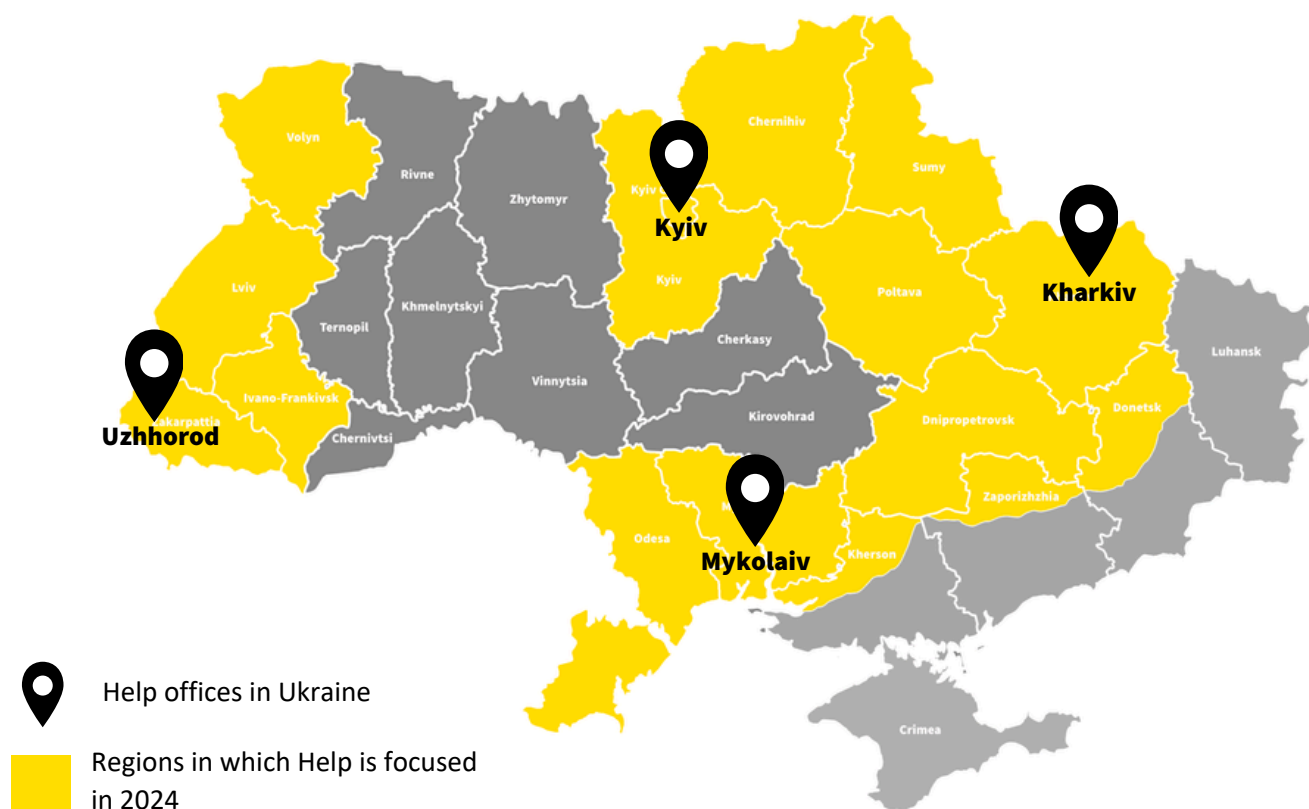 Chernihiv
Volyn
Sumy
Rivne
Kyiv
Zhytomyr
Kyiv
Kyiv
Kharkiv
Lviv
Poltava
Khmelnytskyi
Ternopil
Cherkasy
Luhansk
Vinnytsia
Ivano-Frankivsk
Donetsk
Kirovohrad
Dnipropetrovsk
Uzhhorod
Chernivtsi
Zaporizhzhia
Odesa
Mykolaiv
Kherson
Crimea
Help offices in Ukraine
Regions in which Help is focused
in 2024